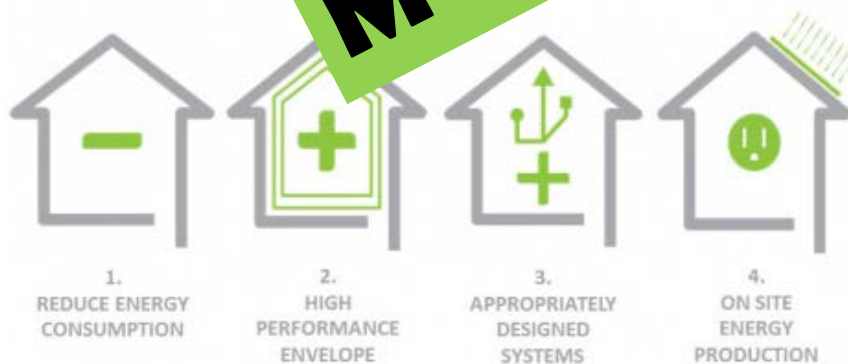 M
1.
REDUCE ENERGY
CONSUMPTION
2.
HIGH
PERFORMANCE
ENVELOPE
3.
APPROPRIATELY
DESIGNED
SYSTEMS
4.
ON SITE
ENERGY
PRODUCTION